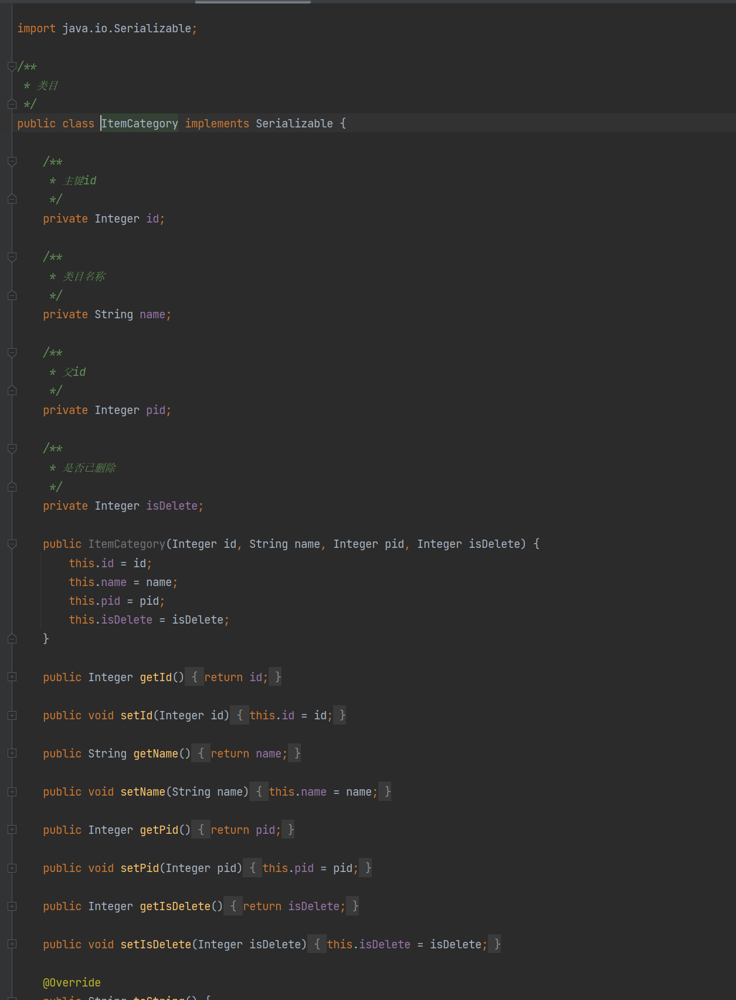 import java.io.Serializable;
/**
 * 类目
 */
public class ItemCategory implements Serializable {
    /**
     * 主键id
     */
    private Integer id;
    /**
     * 类目名称
     */
    private String name;
    /**
     * 父id
     */
    private Integer pid;
    /**
     * 是否已删除
     */
    private Integer isDelete;
    public ItemCategory(Integer id, String name, Integer pid, Integer isDelete) {
        this.id = id;
        this.name = name;
        this.pid = pid;
        this.isDelete = isDelete;
    }
    public Integer getId() { return id; }
    public void setId(Integer id) { this.id = id; }
    public String getName() { return name; }
    public void setName(String name) { this.name = name; }
    public Integer getPid() { return pid; }
    public void setPid(Integer pid) { this.pid = pid; }
    public Integer getIsDelete() { return isDelete; }
    public void setIsDelete(Integer isDelete) { this.isDelete = isDelete; }
    @Override
    public String toString() {